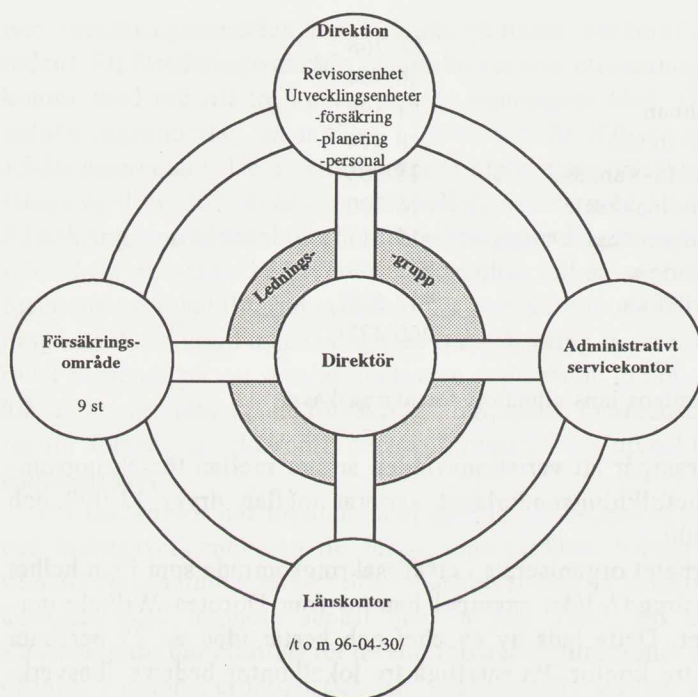 Direktion
Revisorsenhet
Utvecklingsenheter
-försäkring
-planering
-personal
Lednings-
-grupp
Försäkrings-
område
9 st
Direktör
Administrativt
servicekontor
Länskontor
/t o m 96-04-30/